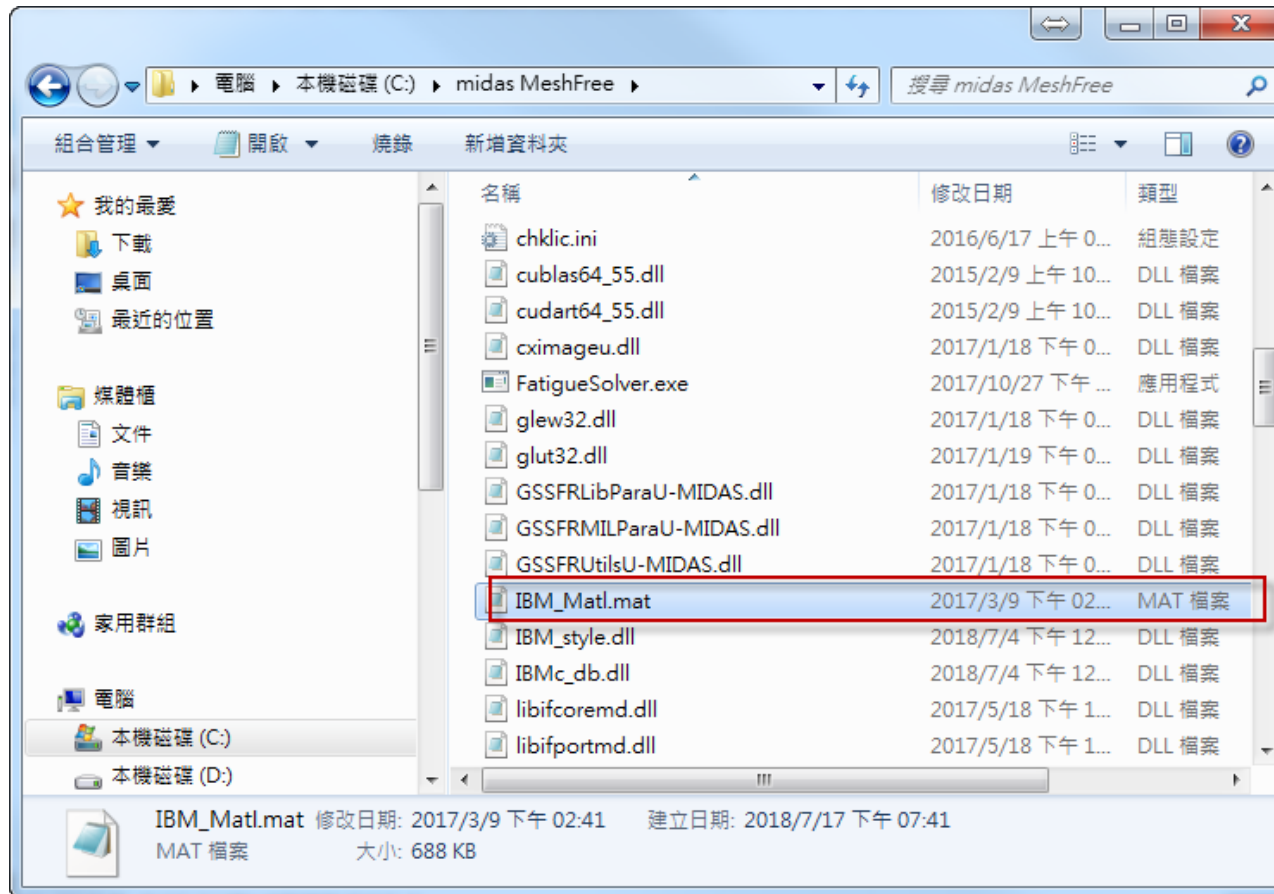 電腦 本機磁碟 (C:) midas MeshFree 搜尋 midas MeshFree
組合管理 開啟 燒錄 新增資料夾
我的最愛
下載
桌面
最近的位置
媒體櫃
文件
音樂
視訊
圖片
家用群組
電腦
本機磁碟 (C:)
本機磁碟 (D:)
名稱 修改日期 類型
chklic.ini 2016/6/17 上午 0... 組態設定
cublas64_55.dll 2015/2/9 上午 10... DLL 檔案
cudart64_55.dll 2015/2/9 上午 10... DLL 檔案
cximageu.dll 2017/1/18 下午 0... DLL 檔案
FatigueSolver.exe 2017/10/27 下午 ... 應用程式
glew32.dll 2017/1/18 下午 0... DLL 檔案
glut32.dll 2017/1/19 下午 0... DLL 檔案
GSSFRLibParaU-MIDAS.dll 2017/1/18 下午 0... DLL 檔案
GSSFRMILParaU-MIDAS.dll 2017/1/18 下午 0... DLL 檔案
GSSFRUtilsU-MIDAS.dll 2017/1/18 下午 0... DLL 檔案
IBM_Matl.mat 2017/3/9 下午 02... MAT 檔案
IBM_style.dll 2018/7/4 下午 12... DLL 檔案
IBMc_db.dll 2018/7/4 下午 12... DLL 檔案
libifcoremd.dll 2017/5/18 下午 1... DLL 檔案
libifportmd.dll 2017/5/18 下午 1... DLL 檔案
IBM_Matl.mat 修改日期: 2017/3/9 下午 02:41 建立日期: 2018/7/17 下午 07:41
MAT 檔案 大小: 688 KB